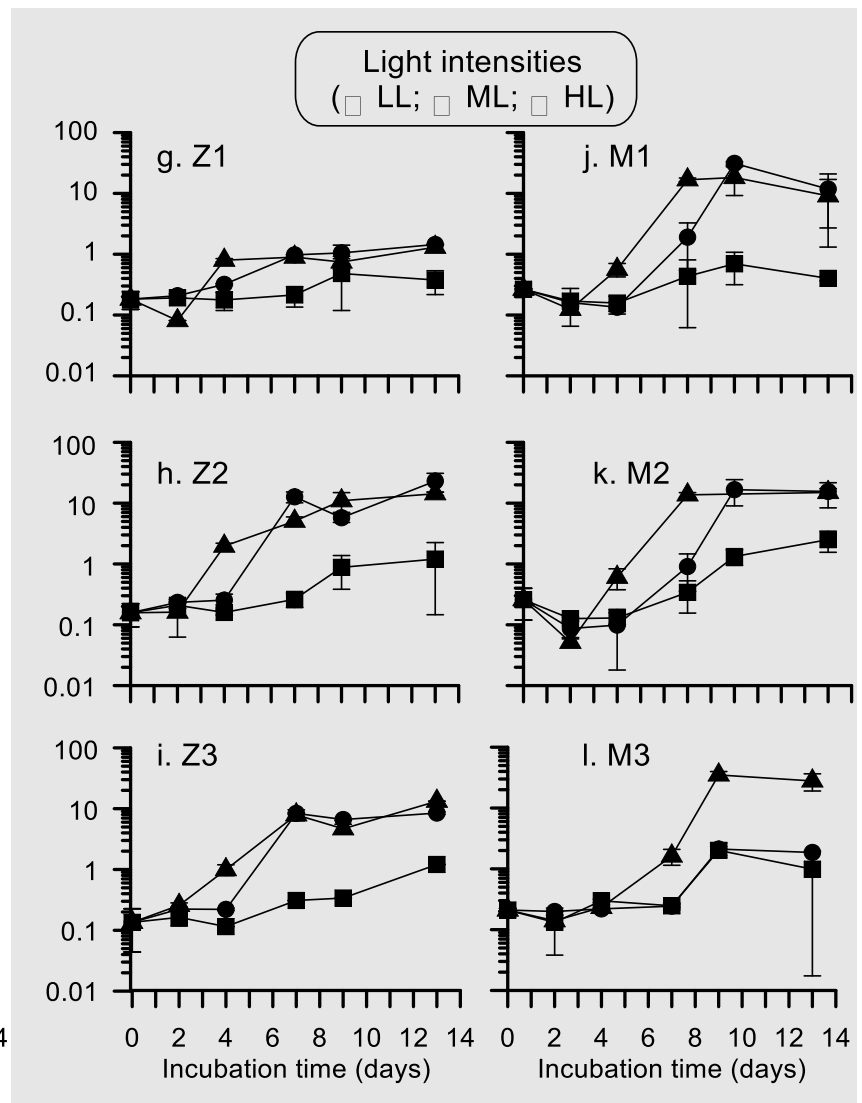 Light intensities
(□ LL; □ ML; □ HL)
g. Z1
100
10
1
0.1
0.01
j. M1
h. Z2
100
10
1
0.1
0.01
k. M2
i. Z3
100
10
1
0.1
0.01
l. M3
4
0 2 4 6 8 10 12 14
0 2 4 6 8 10 12 14
Incubation time (days)
Incubation time (days)